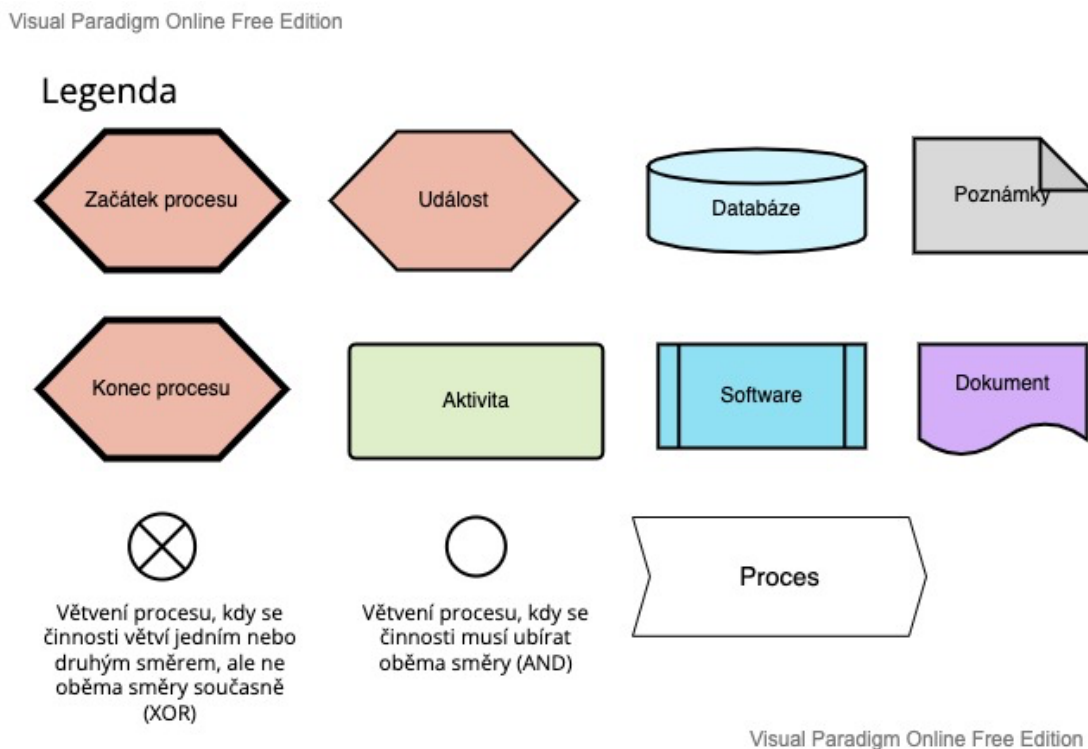 Visual Paradigm Online Free Edition
Legenda
Začátek procesu
Událost
Databáze
Poznámky
Konec procesu
Aktivita
Software
Dokument
Větvení procesu, kdy se
činnosti větví jedním nebo
druhým směrem, ale ne
oběma směry současně
(XOR)
Větvení procesu, kdy se
činnosti musí ubírat
oběma směry (AND)
Proces
Visual Paradigm Online Free Edition